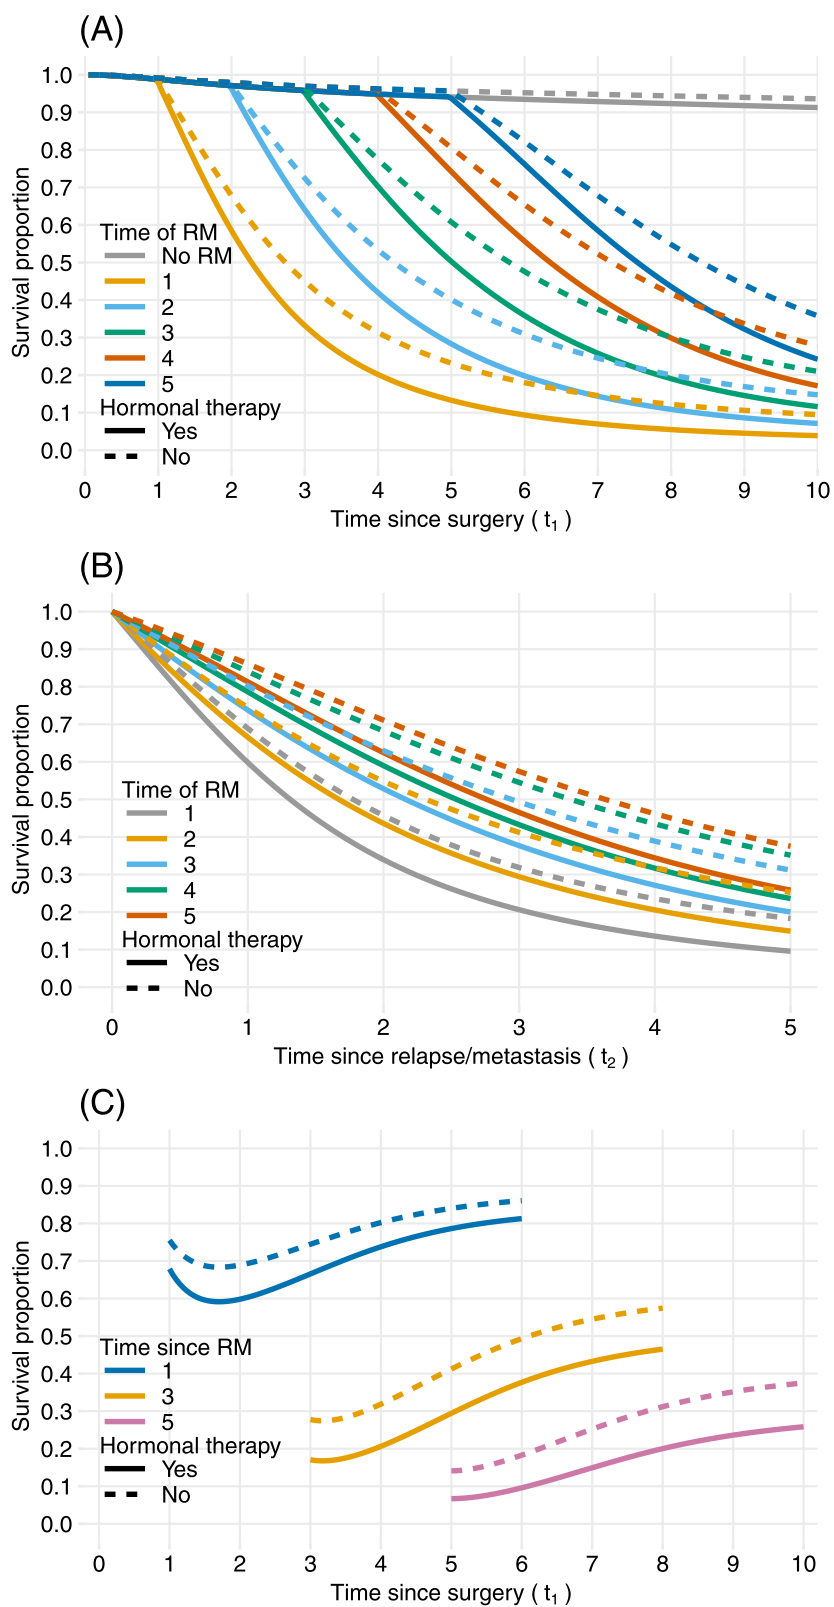 (A)
Survival proportion
1.0
0.9
0.8
0.7
0.6
0.5
0.4
0.3
0.2
0.1
0.0
Time of RM
No RM
1
2
3
4
5
Hormonal therapy
Yes
No
0 1 2 3 4 5 6 7 8 9 10
Time since surgery ( t₁ )
(B)
Survival proportion
1.0
0.9
0.8
0.7
0.6
0.5
0.4
0.3
0.2
0.1
0.0
Time of RM
1
2
3
4
5
Hormonal therapy
Yes
No
0 1 2 3 4 5
Time since relapse/metastasis ( t₂ )
(C)
Survival proportion
1.0
0.9
0.8
0.7
0.6
0.5
0.4
0.3
0.2
0.1
0.0
Time since RM
1
3
5
Hormonal therapy
Yes
No
0 1 2 3 4 5 6 7 8 9 10
Time since surgery ( t₁ )